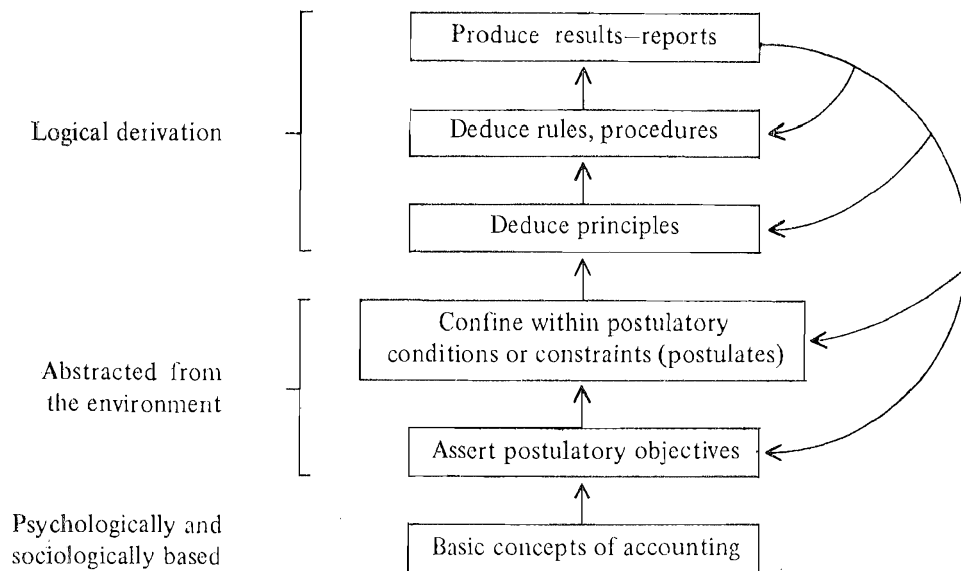 Produce results–reports
Logical derivation
Deduce rules, procedures
Deduce principles
Confine within postulatory
conditions or constraints (postulates)
Abstracted from
the environment
Assert postulatory objectives
Psychologically and
sociologically based
Basic concepts of accounting